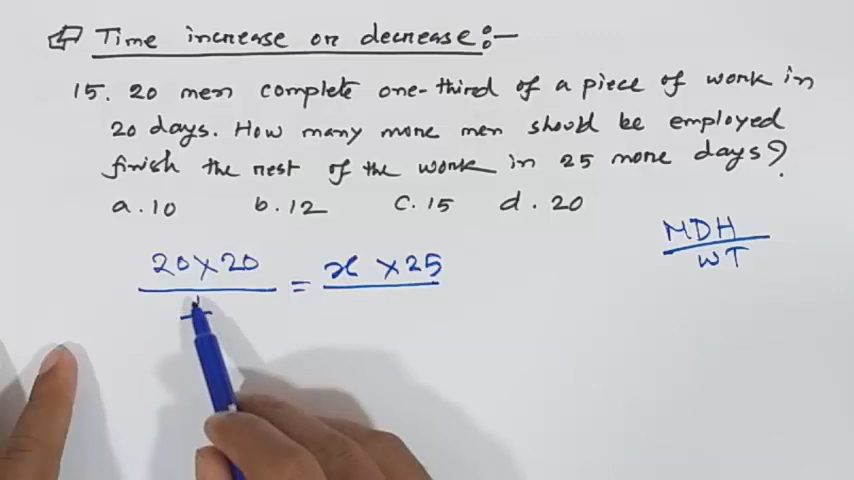 Time increase or decrease:-
15. 20 men complete one-third of a piece of work in
20 days. How many more men should be employed
finish the rest of the work in 25 more days?
a. 10 b. 12 c. 15 d. 20
MDH
WT
20 × 20 = x × 25
1